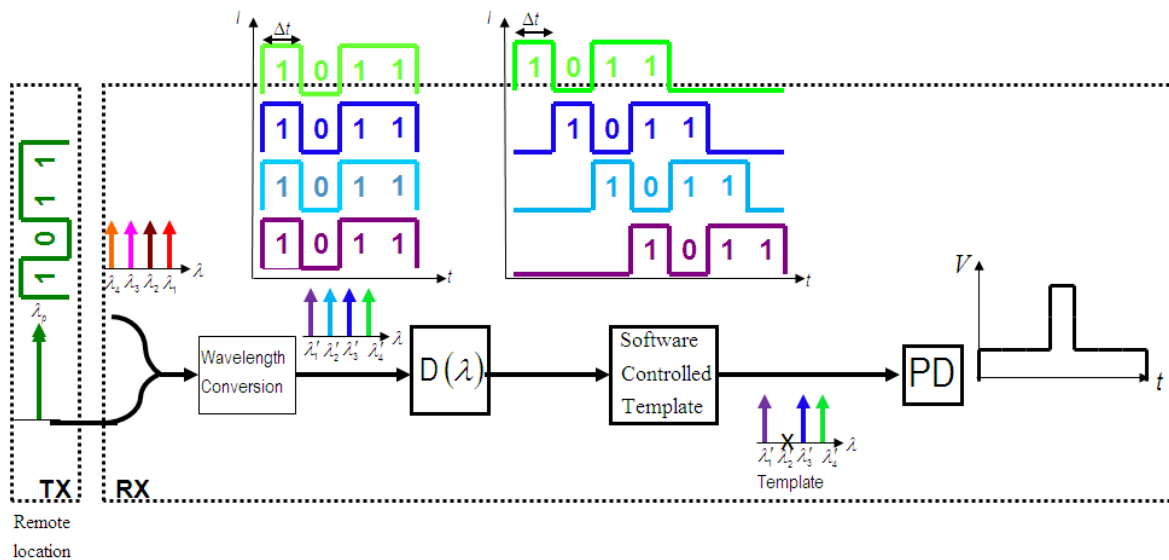 I
Δt
1 0 1 1
1 0 1 1
1 0 1 1
1 0 1 1
t
I
Δt
1 0 1 1
1 0 1 1
1 0 1 1
1 0 1 1
t
1 0 1 1
λp
λ4 λ3 λ2 λ1 λ
Wavelength
Conversion
λ′1 λ′2 λ′3 λ′4 λ
D(λ)
Software
Controlled
Template
λ′1 λ′2 λ′3 λ′4 λ
X
Template
PD
V
t
TX
RX
Remote
location